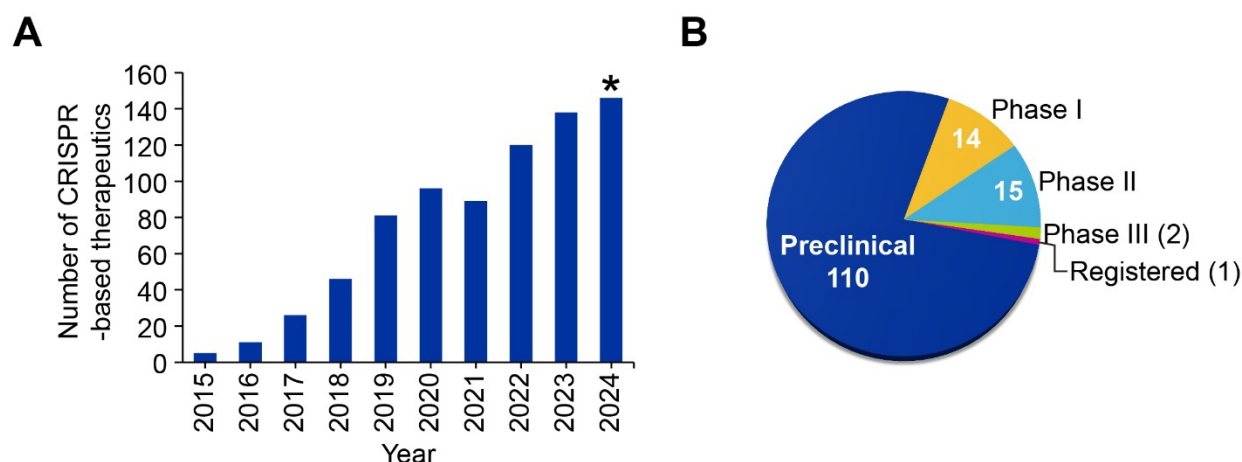 A
Number of CRISPR
-based therapeutics
160
140
120
100
80
60
40
20
0
*
2015
2016
2017
2018
2019
2020
2021
2022
2023
2024
Year
B
Phase I
14
Phase II
15
Phase III (2)
Registered (1)
Preclinical
110